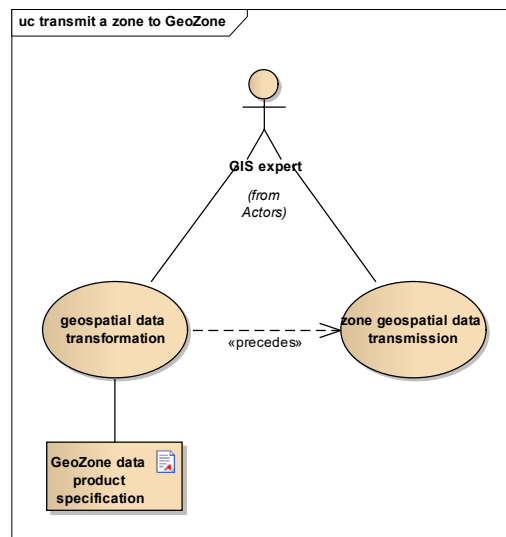 uc transmit a zone to GeoZone
GIS expert
(from
Actors)
geospatial data
transformation
zone geospatial data
transmission
«precedes»
GeoZone data
product
specification